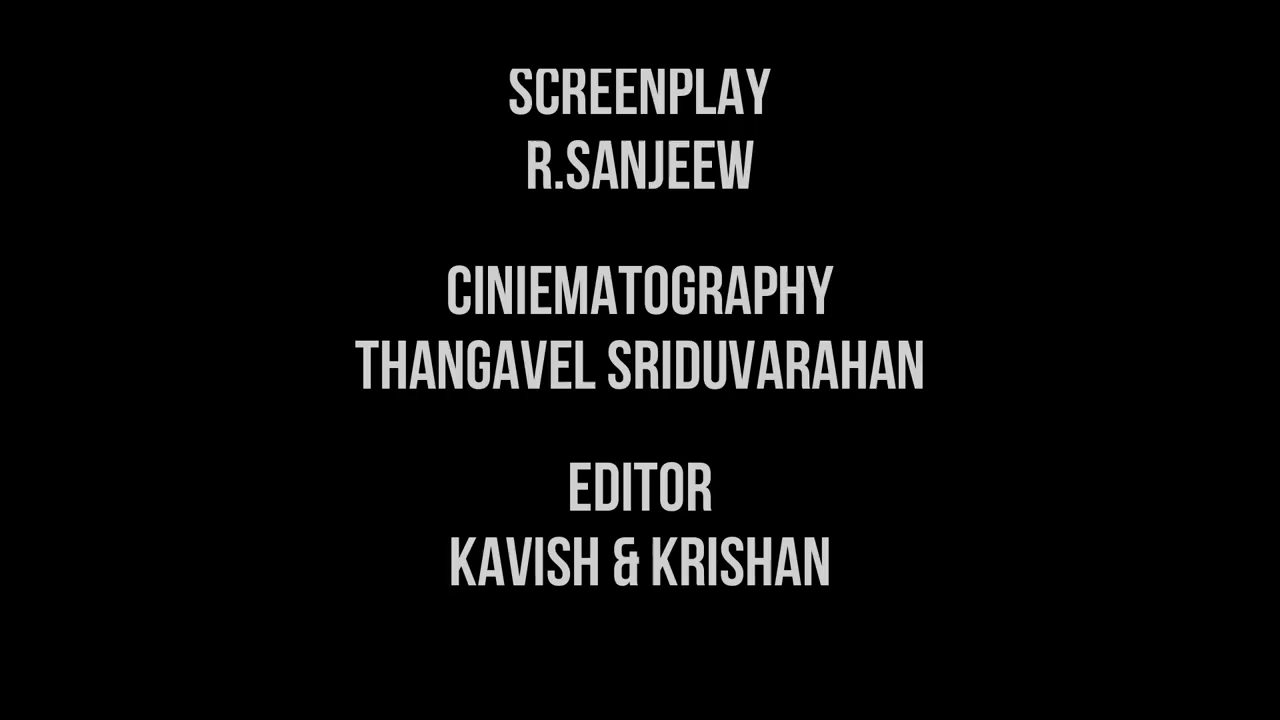 SCREENPLAY
R.SANJEEW
CINIEMATOGRAPHY
THANGAVEL SRIDUVARAHAN
EDITOR
KAVISH & KRISHAN